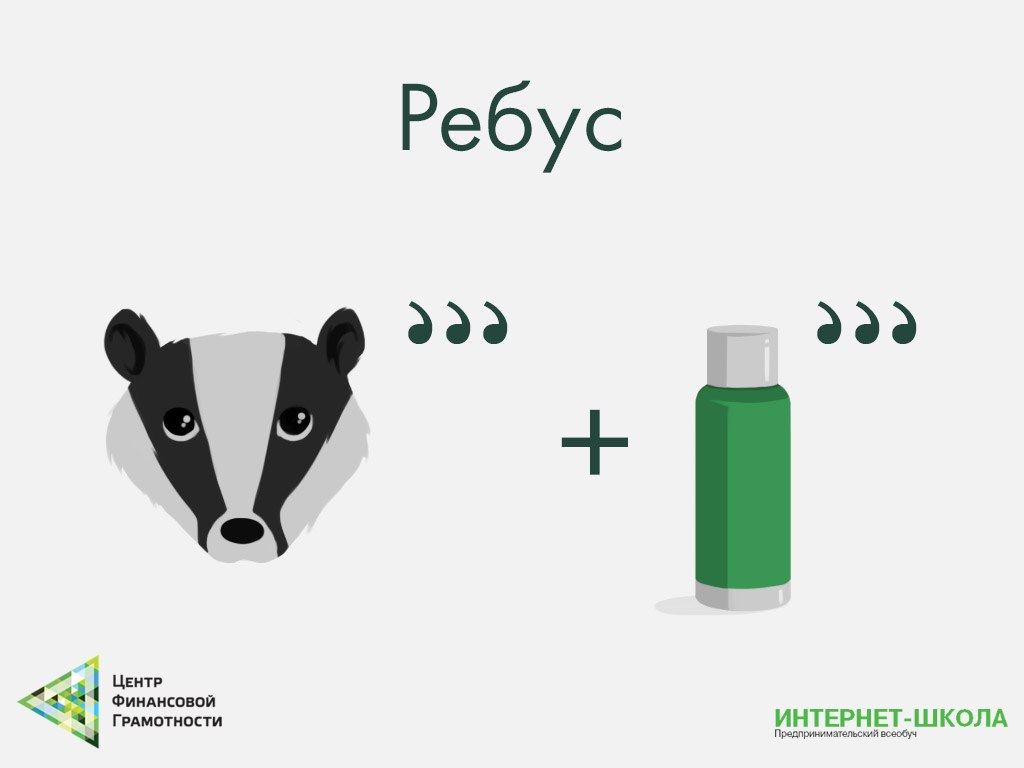 Ребус
,,,
,,,
+
Центр
Финансовой
Грамотности
ИНТЕРНЕТ-ШКОЛА
Предпринимательский всеобуч